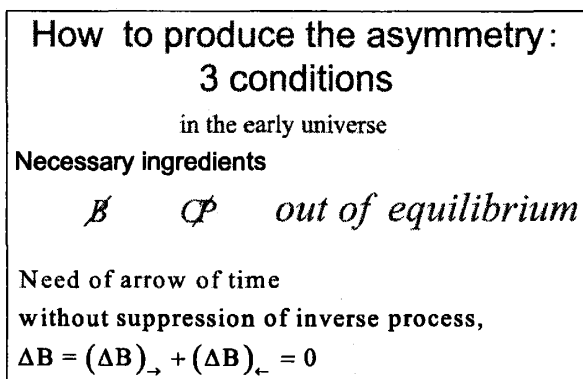 How to produce the asymmetry:
3 conditions
in the early universe
Necessary ingredients
B̸ CP̸ out of equilibrium
Need of arrow of time
without suppression of inverse process,
ΔB = (ΔB)→ + (ΔB)← = 0